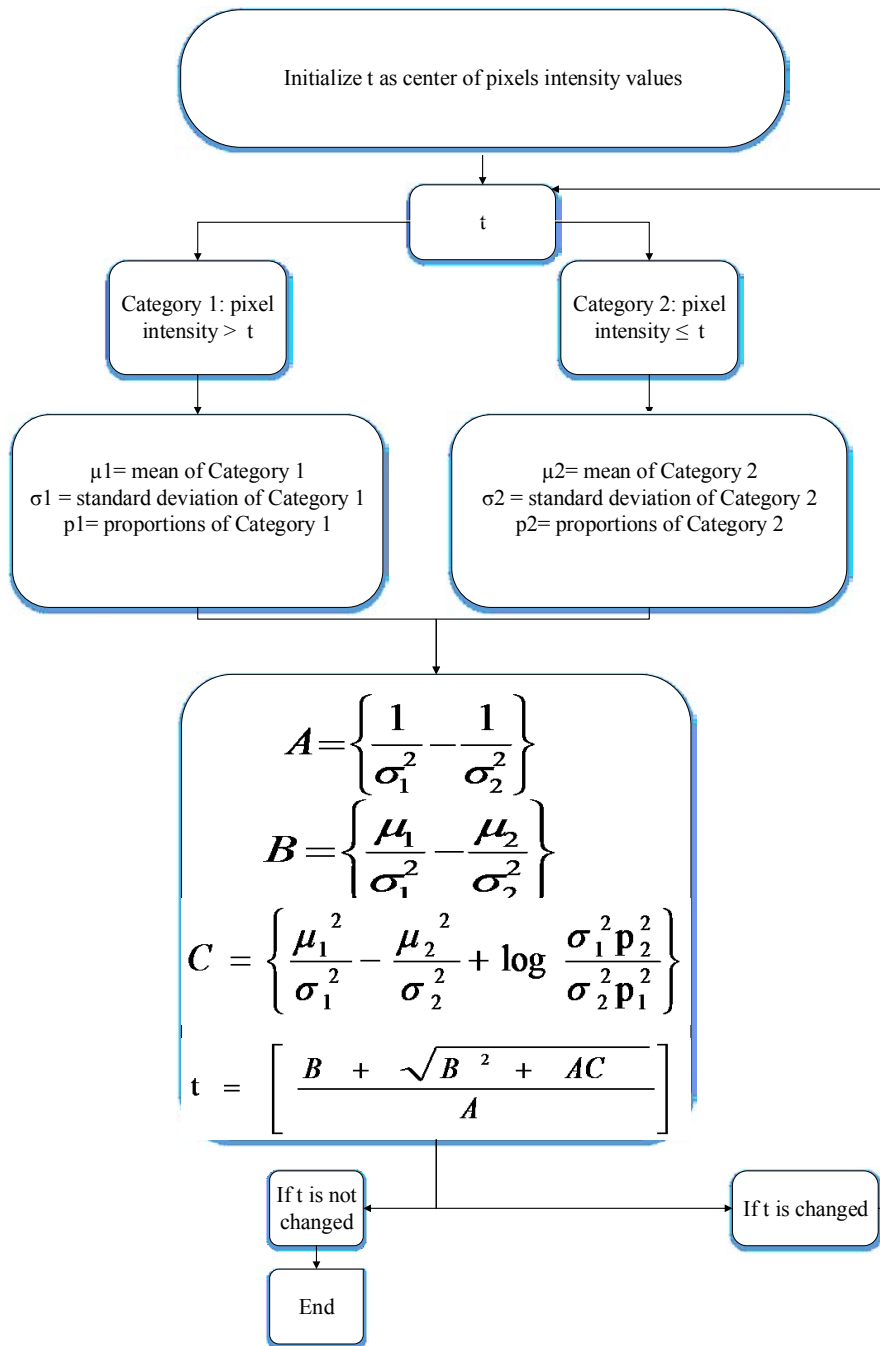 Initialize t as center of pixels intensity values
t
Category 1: pixel
intensity > t
Category 2: pixel
intensity ≤ t
μ1= mean of Category 1
σ1 = standard deviation of Category 1
p1= proportions of Category 1
μ2= mean of Category 2
σ2 = standard deviation of Category 2
p2= proportions of Category 2
A={1/σ₁² − 1/σ₂²}
B={μ₁/σ₁² − μ₂/σ₂²}
C = {μ₁²/σ₁² − μ₂²/σ₂² + log σ₁²p₂²/σ₂²p₁²}
t = [(B + √(B² + AC))/A]
If t is not
changed
If t is changed
End